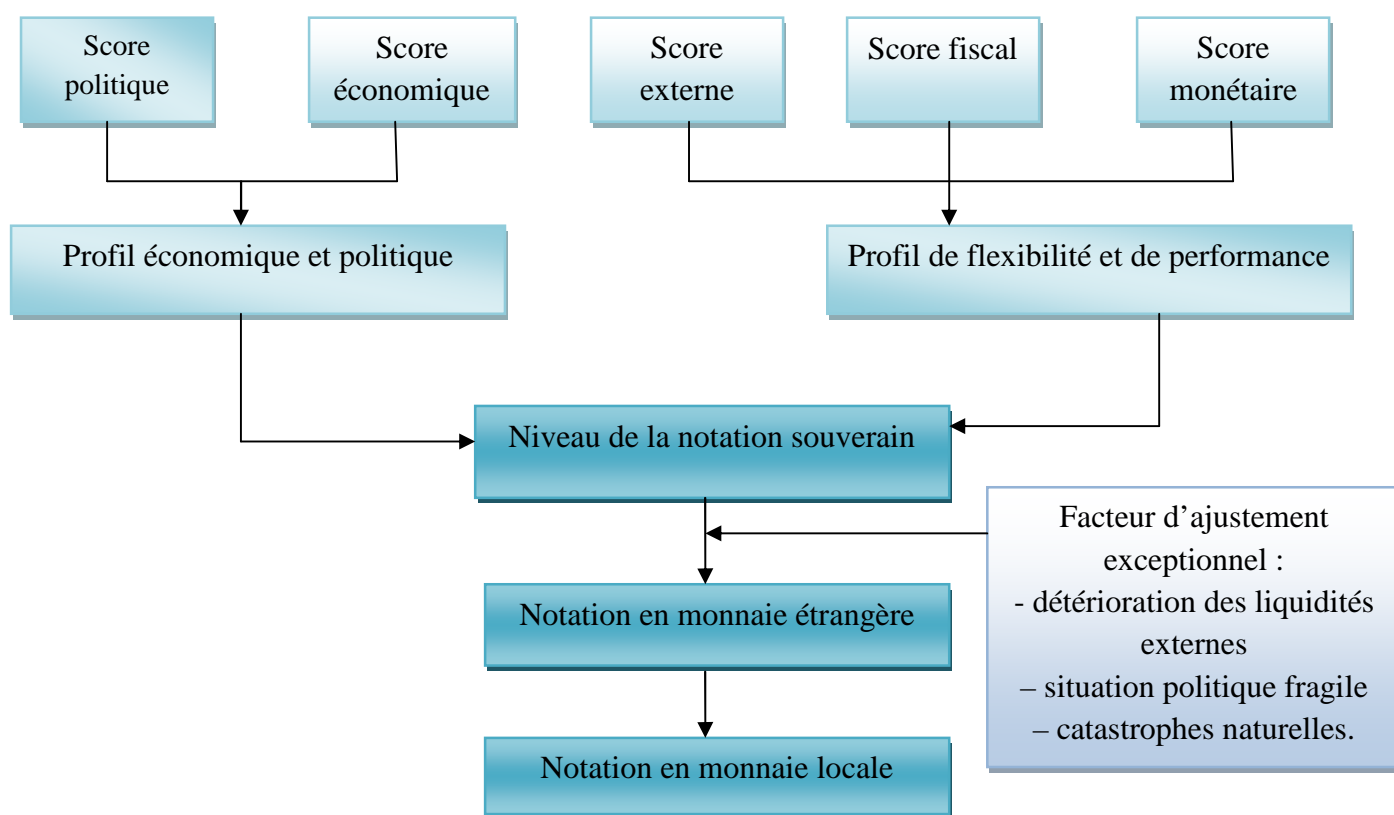 Score
politique
Score
économique
Score
externe
Score fiscal
Score
monétaire
Profil économique et politique
Profil de flexibilité et de performance
Niveau de la notation souverain
Facteur d’ajustement
exceptionnel :
- détérioration des liquidités
externes
– situation politique fragile
– catastrophes naturelles.
Notation en monnaie étrangère
Notation en monnaie locale